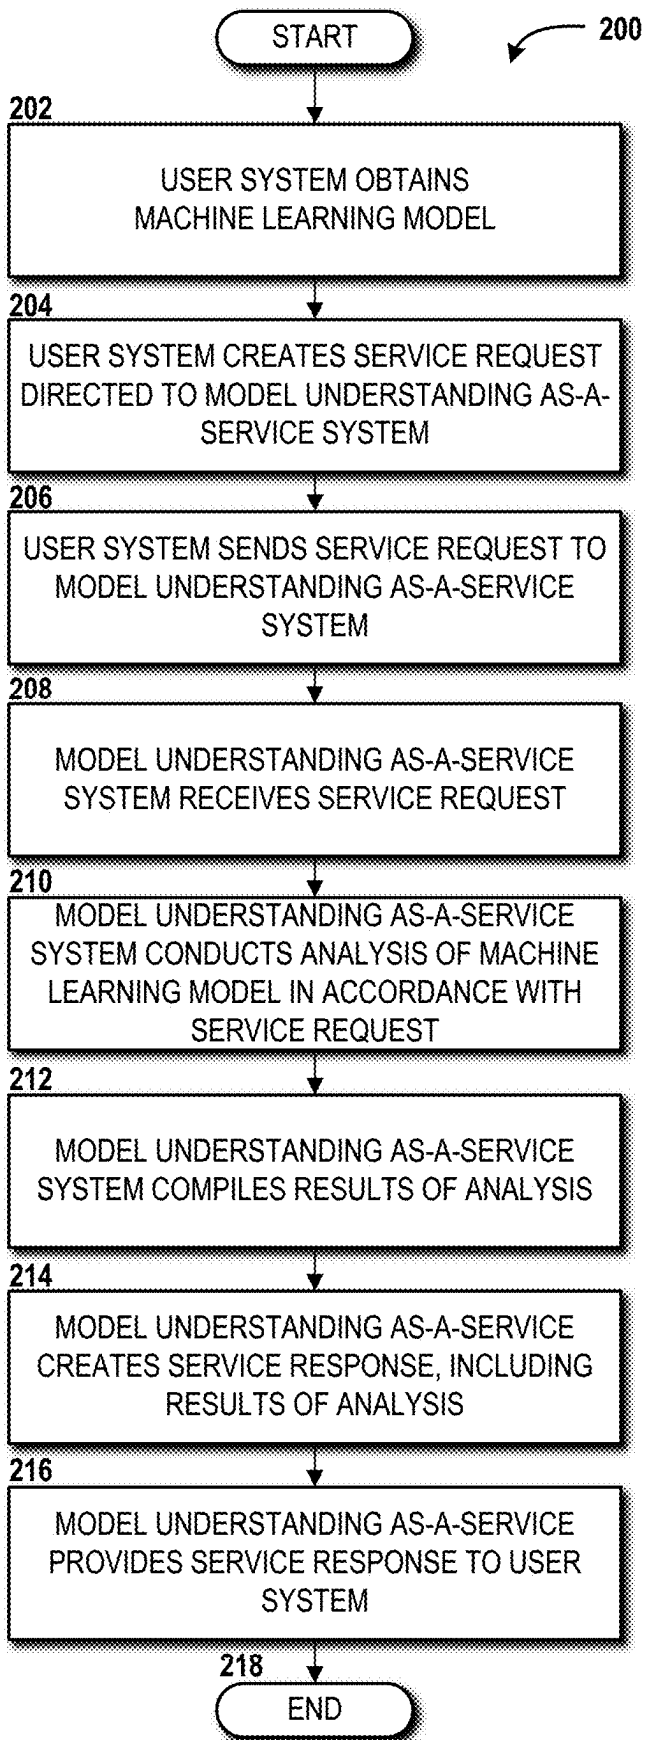 START
200
202
USER SYSTEM OBTAINS
MACHINE LEARNING MODEL
204
USER SYSTEM CREATES SERVICE REQUEST
DIRECTED TO MODEL UNDERSTANDING AS-A-
SERVICE SYSTEM
206
USER SYSTEM SENDS SERVICE REQUEST TO
MODEL UNDERSTANDING AS-A-SERVICE
SYSTEM
208
MODEL UNDERSTANDING AS-A-SERVICE
SYSTEM RECEIVES SERVICE REQUEST
210
MODEL UNDERSTANDING AS-A-SERVICE
SYSTEM CONDUCTS ANALYSIS OF MACHINE
LEARNING MODEL IN ACCORDANCE WITH
SERVICE REQUEST
212
MODEL UNDERSTANDING AS-A-SERVICE
SYSTEM COMPILES RESULTS OF ANALYSIS
214
MODEL UNDERSTANDING AS-A-SERVICE
CREATES SERVICE RESPONSE, INCLUDING
RESULTS OF ANALYSIS
216
MODEL UNDERSTANDING AS-A-SERVICE
PROVIDES SERVICE RESPONSE TO USER
SYSTEM
218
END